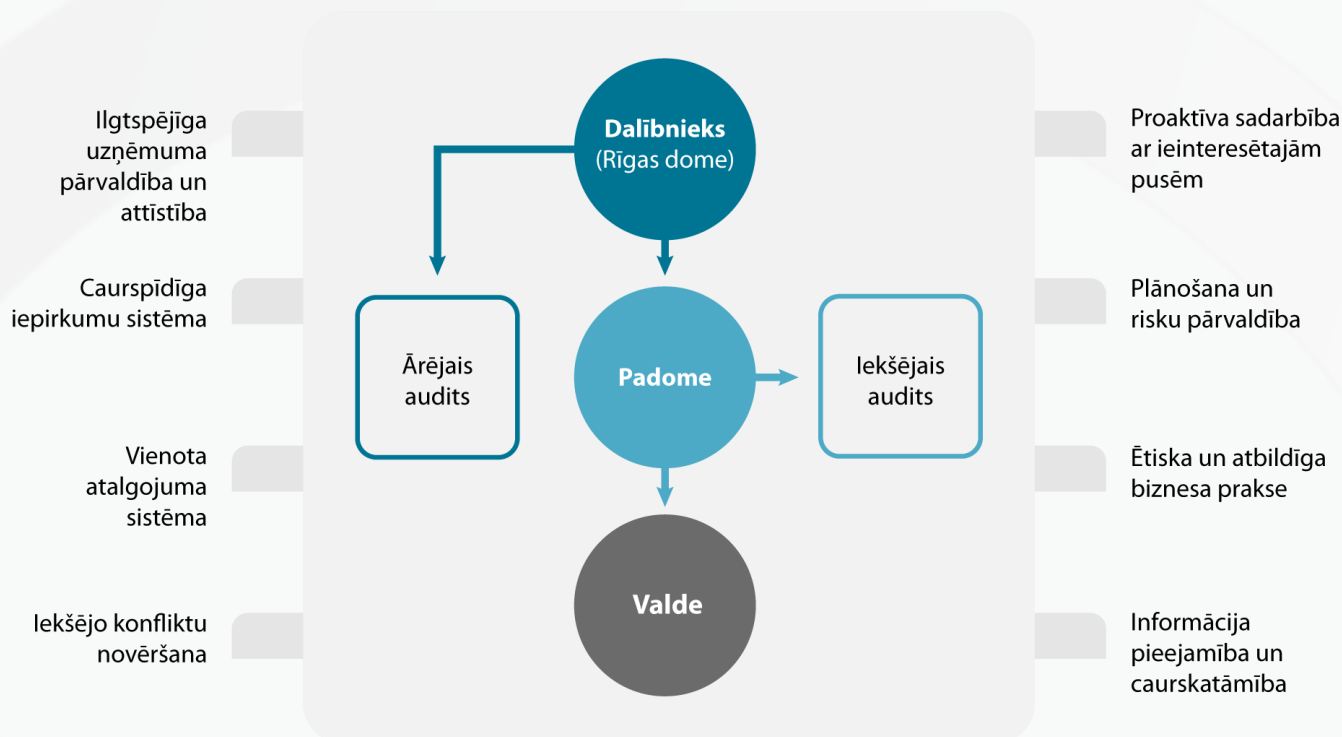 Ilgtspējīga
uzņēmuma
pārvaldība un
attīstība
Caurspīdīga
iepirkumu sistēma
Vienota
atalgojuma
sistēma
Iekšējo konfliktu
novēršana
Dalībnieks
(Rīgas dome)
Ārējais
audits
Padome
Iekšējais
audits
Valde
Proaktīva sadarbība
ar ieinteresētajām
pusēm
Plānošana un
risku pārvaldība
Ētiska un atbildīga
biznesa prakse
Informācija
pieejamība un
caurskatāmība